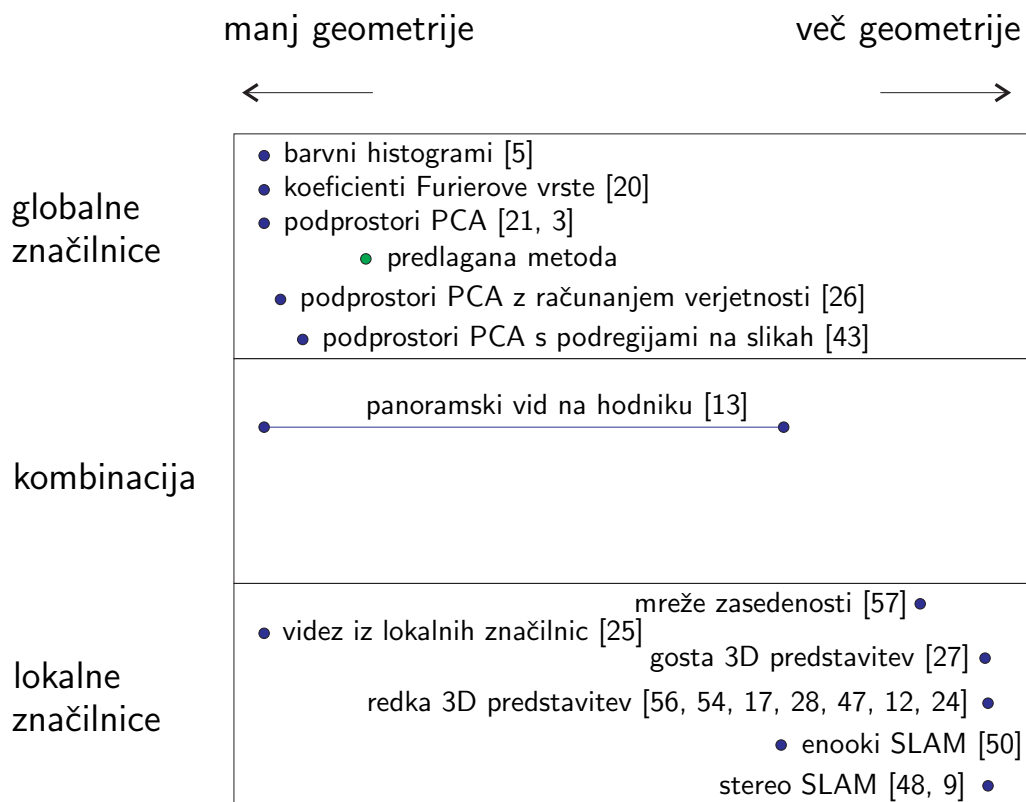 manj geometrije
več geometrije
globalne
značilnice
barvni histogrami [5]
koeficienti Furierove vrste [20]
podprostori PCA [21, 3]
predlagana metoda
podprostori PCA z računanjem verjetnosti [26]
podprostori PCA s podregijami na slikah [43]
kombinacija
panoramski vid na hodniku [13]
lokalne
značilnice
mreže zasedenosti [57]
videz iz lokalnih značilnic [25]
gosta 3D predstavitev [27]
redka 3D predstavitev [56, 54, 17, 28, 47, 12, 24]
enooki SLAM [50]
stereo SLAM [48, 9]